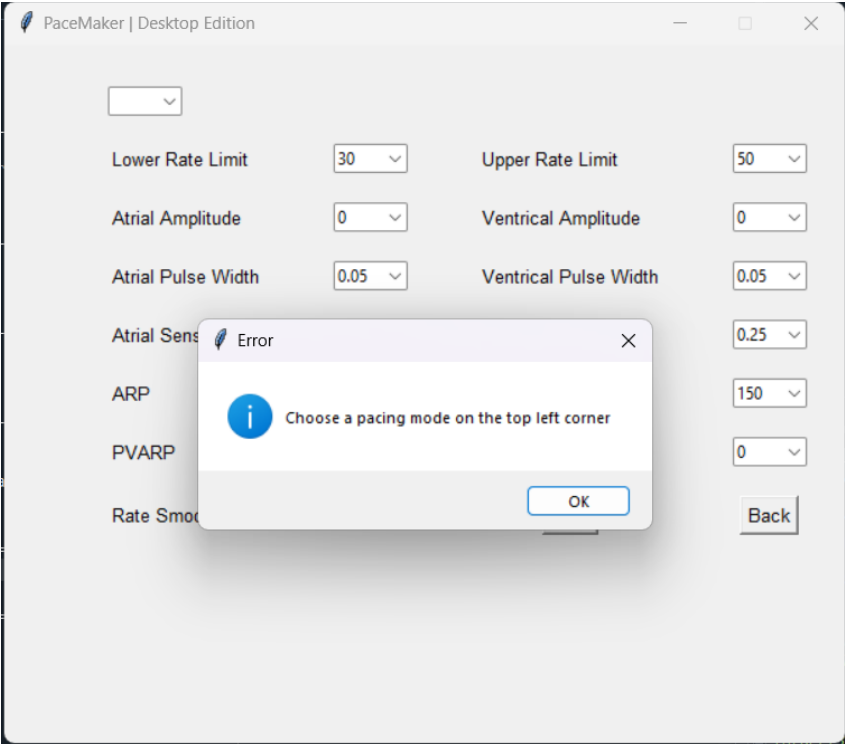 PaceMaker | Desktop Edition
Lower Rate Limit 30 Upper Rate Limit 50
Atrial Amplitude 0 Ventrical Amplitude 0
Atrial Pulse Width 0.05 Ventrical Pulse Width 0.05
Atrial 0.25
Error
ARP 150
Choose a pacing mode on the top left corner
PVARP 0
OK
Rate Back